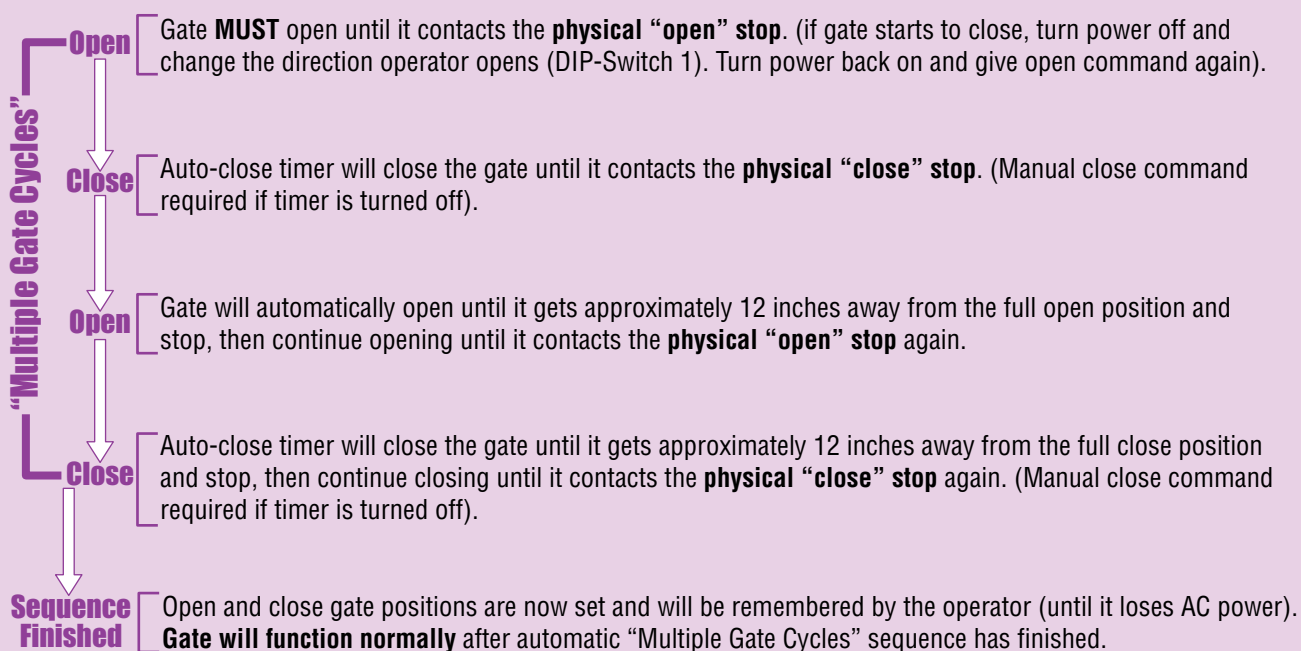 Open
Gate MUST open until it contacts the physical “open” stop. (if gate starts to close, turn power off and
change the direction operator opens (DIP-Switch 1). Turn power back on and give open command again).
“Multiple Gate Cycles”
Close
Auto-close timer will close the gate until it contacts the physical “close” stop. (Manual close command
required if timer is turned off).
Open
Gate will automatically open until it gets approximately 12 inches away from the full open position and
stop, then continue opening until it contacts the physical “open” stop again.
Close
Auto-close timer will close the gate until it gets approximately 12 inches away from the full close position
and stop, then continue closing until it contacts the physical “close” stop again. (Manual close command
required if timer is turned off).
Sequence
Finished
Open and close gate positions are now set and will be remembered by the operator (until it loses AC power).
Gate will function normally after automatic “Multiple Gate Cycles” sequence has finished.